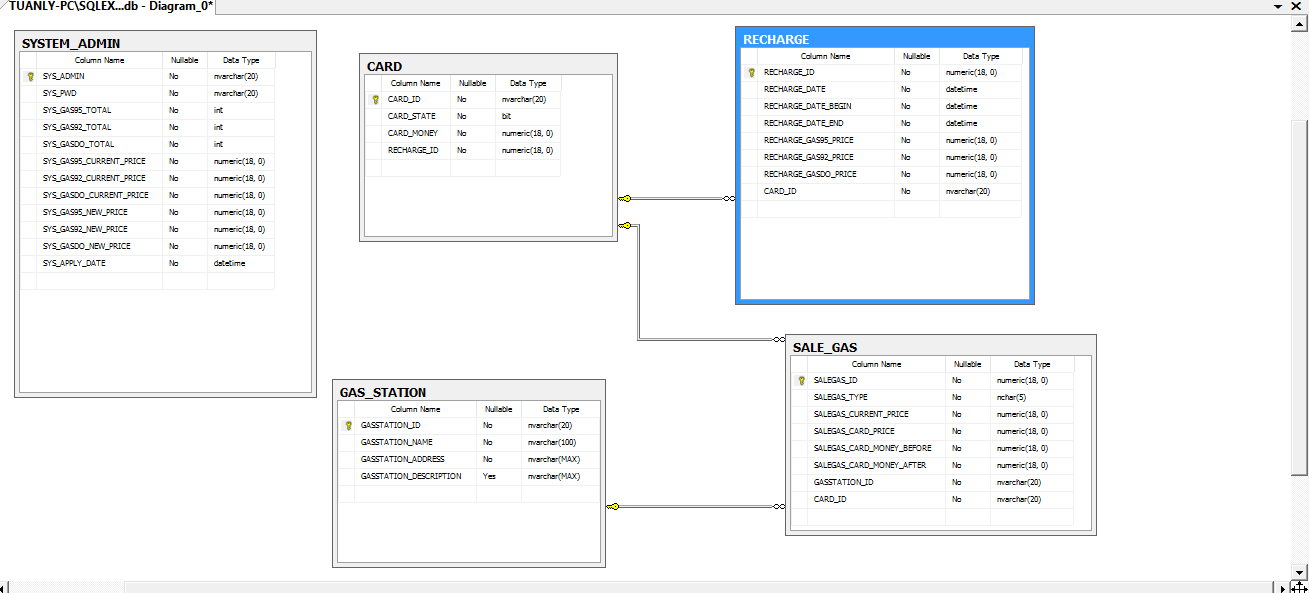 TUANLY-PC\SQLEX...db - Diagram_0*
SYSTEM_ADMIN
Column Name Nullable Data Type
SYS_ADMIN No nvarchar(20)
SYS_PWD No nvarchar(20)
SYS_GAS95_TOTAL No int
SYS_GAS92_TOTAL No int
SYS_GASDO_TOTAL No int
SYS_GAS95_CURRENT_PRICE No numeric(18, 0)
SYS_GAS92_CURRENT_PRICE No numeric(18, 0)
SYS_GASDO_CURRENT_PRICE No numeric(18, 0)
SYS_GAS95_NEW_PRICE No numeric(18, 0)
SYS_GAS92_NEW_PRICE No numeric(18, 0)
SYS_GASDO_NEW_PRICE No numeric(18, 0)
SYS_APPLY_DATE No datetime
CARD
Column Name Nullable Data Type
CARD_ID No nvarchar(20)
CARD_STATE No bit
CARD_MONEY No numeric(18, 0)
RECHARGE_ID No numeric(18, 0)
RECHARGE
Column Name Nullable Data Type
RECHARGE_ID No numeric(18, 0)
RECHARGE_DATE No datetime
RECHARGE_DATE_BEGIN No datetime
RECHARGE_DATE_END No datetime
RECHARGE_GAS95_PRICE No numeric(18, 0)
RECHARGE_GAS92_PRICE No numeric(18, 0)
RECHARGE_GASDO_PRICE No numeric(18, 0)
CARD_ID No nvarchar(20)
GAS_STATION
Column Name Nullable Data Type
GASSTATION_ID No nvarchar(20)
GASSTATION_NAME No nvarchar(100)
GASSTATION_ADDRESS No nvarchar(MAX)
GASSTATION_DESCRIPTION Yes nvarchar(MAX)
SALE_GAS
Column Name Nullable Data Type
SALEGAS_ID No numeric(18, 0)
SALEGAS_TYPE No nchar(5)
SALEGAS_CURRENT_PRICE No numeric(18, 0)
SALEGAS_CARD_PRICE No numeric(18, 0)
SALEGAS_CARD_MONEY_BEFORE No numeric(18, 0)
SALEGAS_CARD_MONEY_AFTER No numeric(18, 0)
GASSTATION_ID No nvarchar(20)
CARD_ID No nvarchar(20)